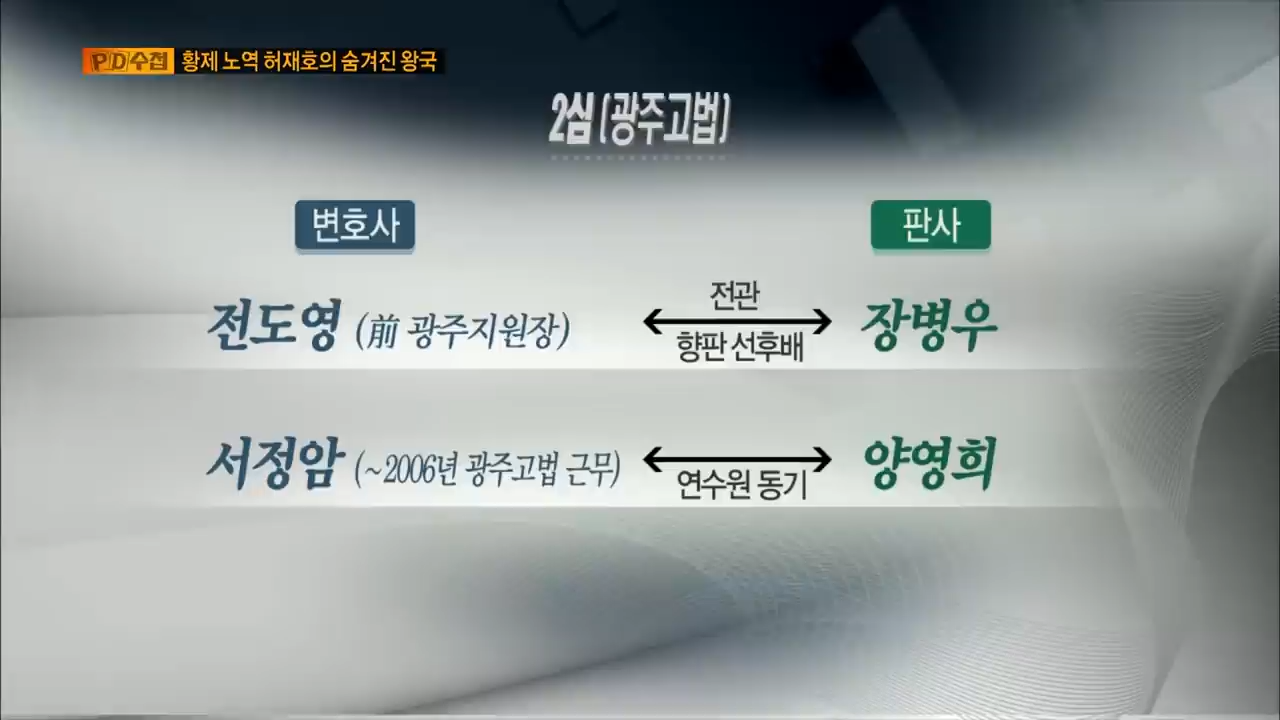 PD수첩 황제 노역 허재호의 숨겨진 왕국
2심 (광주고법)
변호사
판사
전도영 (前 광주지원장)
전관
향판 선후배
장병우
서정암 (~2006년 광주고법 근무)
연수원 동기
양영희